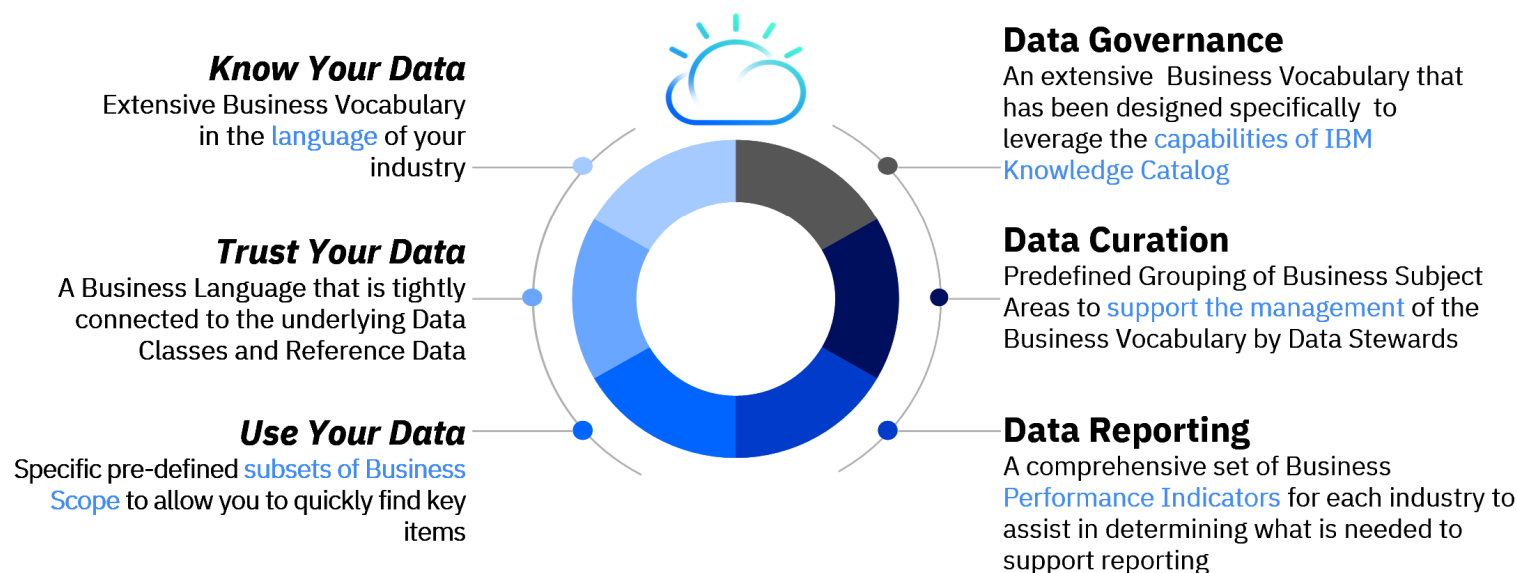 Know Your Data
Extensive Business Vocabulary
in the language of your
industry
Trust Your Data
A Business Language that is tightly
connected to the underlying Data
Classes and Reference Data
Use Your Data
Specific pre-defined subsets of Business
Scope to allow you to quickly find key
items
Data Governance
An extensive Business Vocabulary that
has been designed specifically to
leverage the capabilities of IBM
Knowledge Catalog
Data Curation
Predefined Grouping of Business Subject
Areas to support the management of the
Business Vocabulary by Data Stewards
Data Reporting
A comprehensive set of Business
Performance Indicators for each industry to
assist in determining what is needed to
support reporting